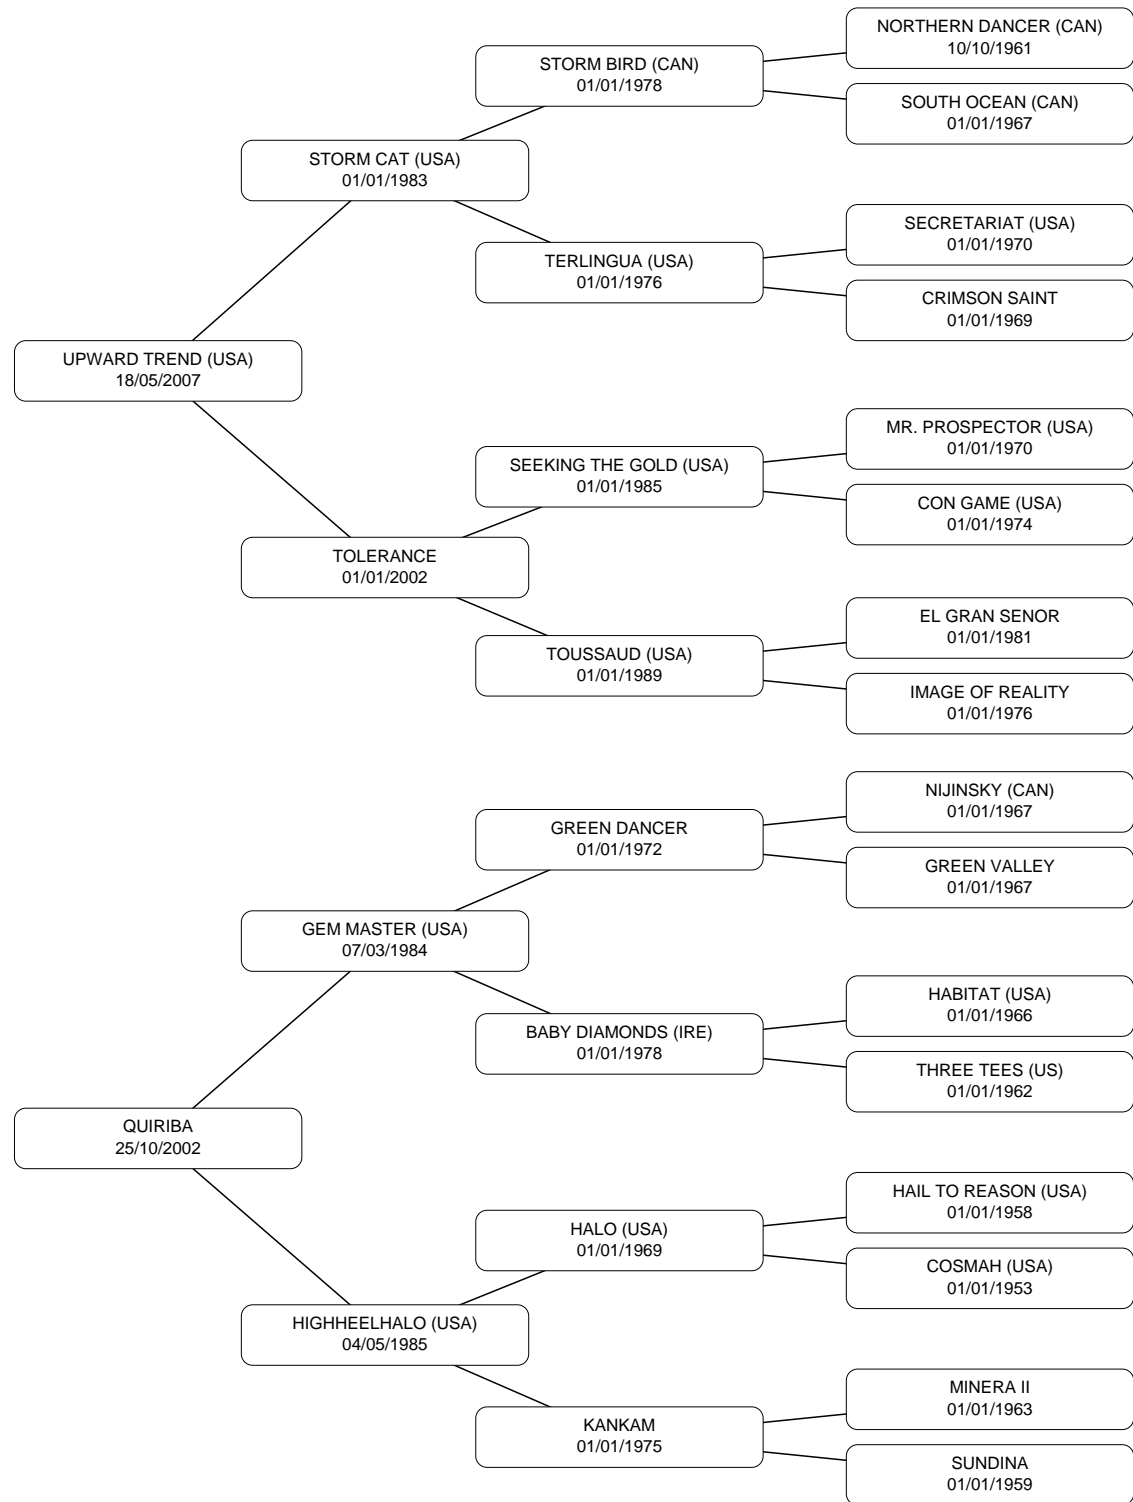 NORTHERN DANCER (CAN)
10/10/1961
STORM BIRD (CAN)
01/01/1978
SOUTH OCEAN (CAN)
01/01/1967
STORM CAT (USA)
01/01/1983
SECRETARIAT (USA)
01/01/1970
TERLINGUA (USA)
01/01/1976
CRIMSON SAINT
01/01/1969
UPWARD TREND (USA)
18/05/2007
MR. PROSPECTOR (USA)
01/01/1970
SEEKING THE GOLD (USA)
01/01/1985
CON GAME (USA)
01/01/1974
TOLERANCE
01/01/2002
EL GRAN SENOR
01/01/1981
TOUSSAUD (USA)
01/01/1989
IMAGE OF REALITY
01/01/1976
NIJINSKY (CAN)
01/01/1967
GREEN DANCER
01/01/1972
GREEN VALLEY
01/01/1967
GEM MASTER (USA)
07/03/1984
HABITAT (USA)
01/01/1966
BABY DIAMONDS (IRE)
01/01/1978
THREE TEES (US)
01/01/1962
QUIRIBA
25/10/2002
HAIL TO REASON (USA)
01/01/1958
HALO (USA)
01/01/1969
COSMAH (USA)
01/01/1953
HIGHHEELHALO (USA)
04/05/1985
MINERA II
01/01/1963
KANKAM
01/01/1975
SUNDINA
01/01/1959